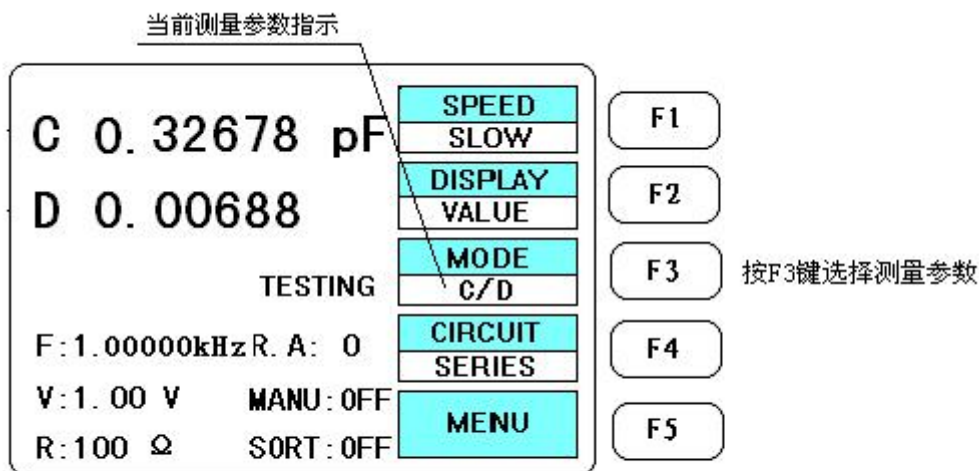 当前测量参数指示
C 0.32678 pF
D 0.00688
TESTING
F:1.00000kHz R.A: 0
V:1.00 V MANU:OFF
R:100 Ω SORT:OFF
SPEED
SLOW
DISPLAY
VALUE
MODE
C/D
CIRCUIT
SERIES
MENU
F1
F2
F3 按F3键选择测量参数
F4
F5